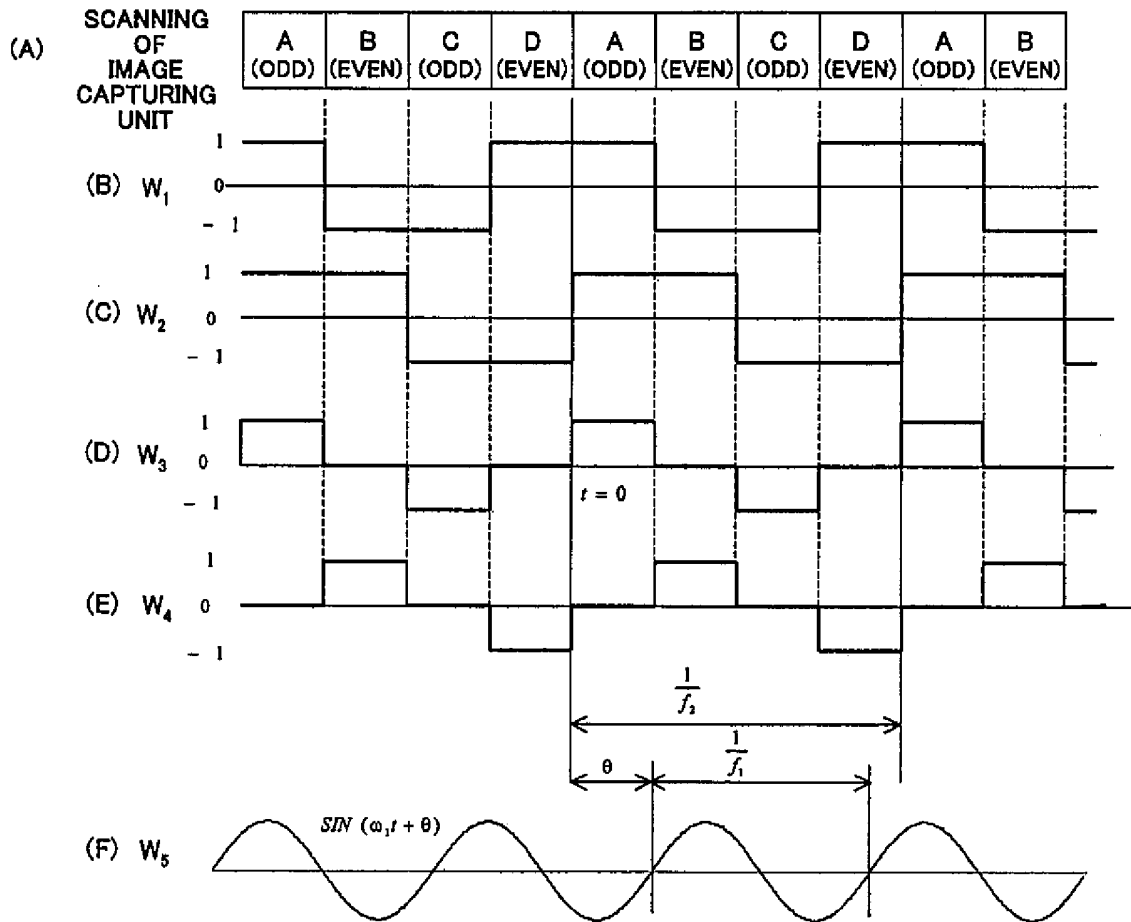 (A) SCANNING OF IMAGE CAPTURING UNIT
A (ODD) B (EVEN) C (ODD) D (EVEN) A (ODD) B (EVEN) C (ODD) D (EVEN) A (ODD) B (EVEN)
1
(B) W₁ 0
- 1
1
(C) W₂ 0
- 1
1
(D) W₃ 0
- 1
t = 0
1
(E) W₄ 0
- 1
1/f₂
θ
1/f₁
(F) W₅
SIN (ω₁t + θ)